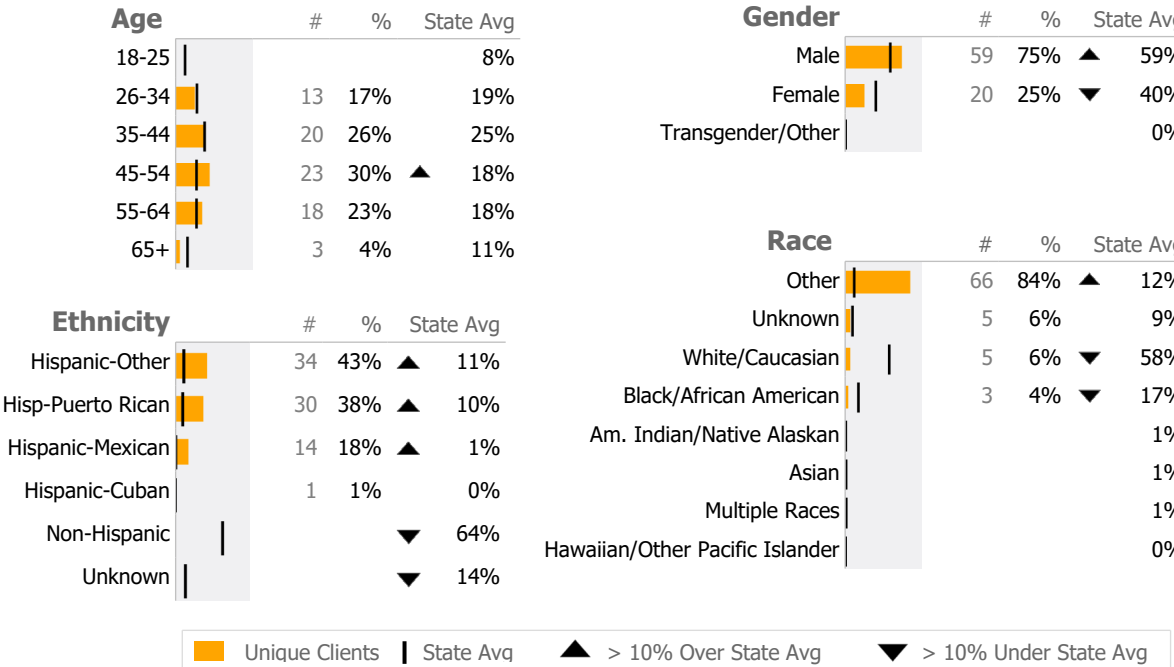 Age # % State Avg
18-25 8%
26-34 13 17% 19%
35-44 20 26% 25%
45-54 23 30% ▲ 18%
55-64 18 23% 18%
65+ 3 4% 11%
Ethnicity # % State Avg
Hispanic-Other 34 43% ▲ 11%
Hisp-Puerto Rican 30 38% ▲ 10%
Hispanic-Mexican 14 18% ▲ 1%
Hispanic-Cuban 1 1% 0%
Non-Hispanic ▼ 64%
Unknown ▼ 14%
Gender # % State Avg
Male 59 75% ▲ 59%
Female 20 25% ▼ 40%
Transgender/Other 0%
Race # % State Avg
Other 66 84% ▲ 12%
Unknown 5 6% 9%
White/Caucasian 5 6% ▼ 58%
Black/African American 3 4% ▼ 17%
Am. Indian/Native Alaskan 1%
Asian 1%
Multiple Races 1%
Hawaiian/Other Pacific Islander 0%
Unique Clients State Avg ▲ > 10% Over State Avg ▼ > 10% Under State Avg